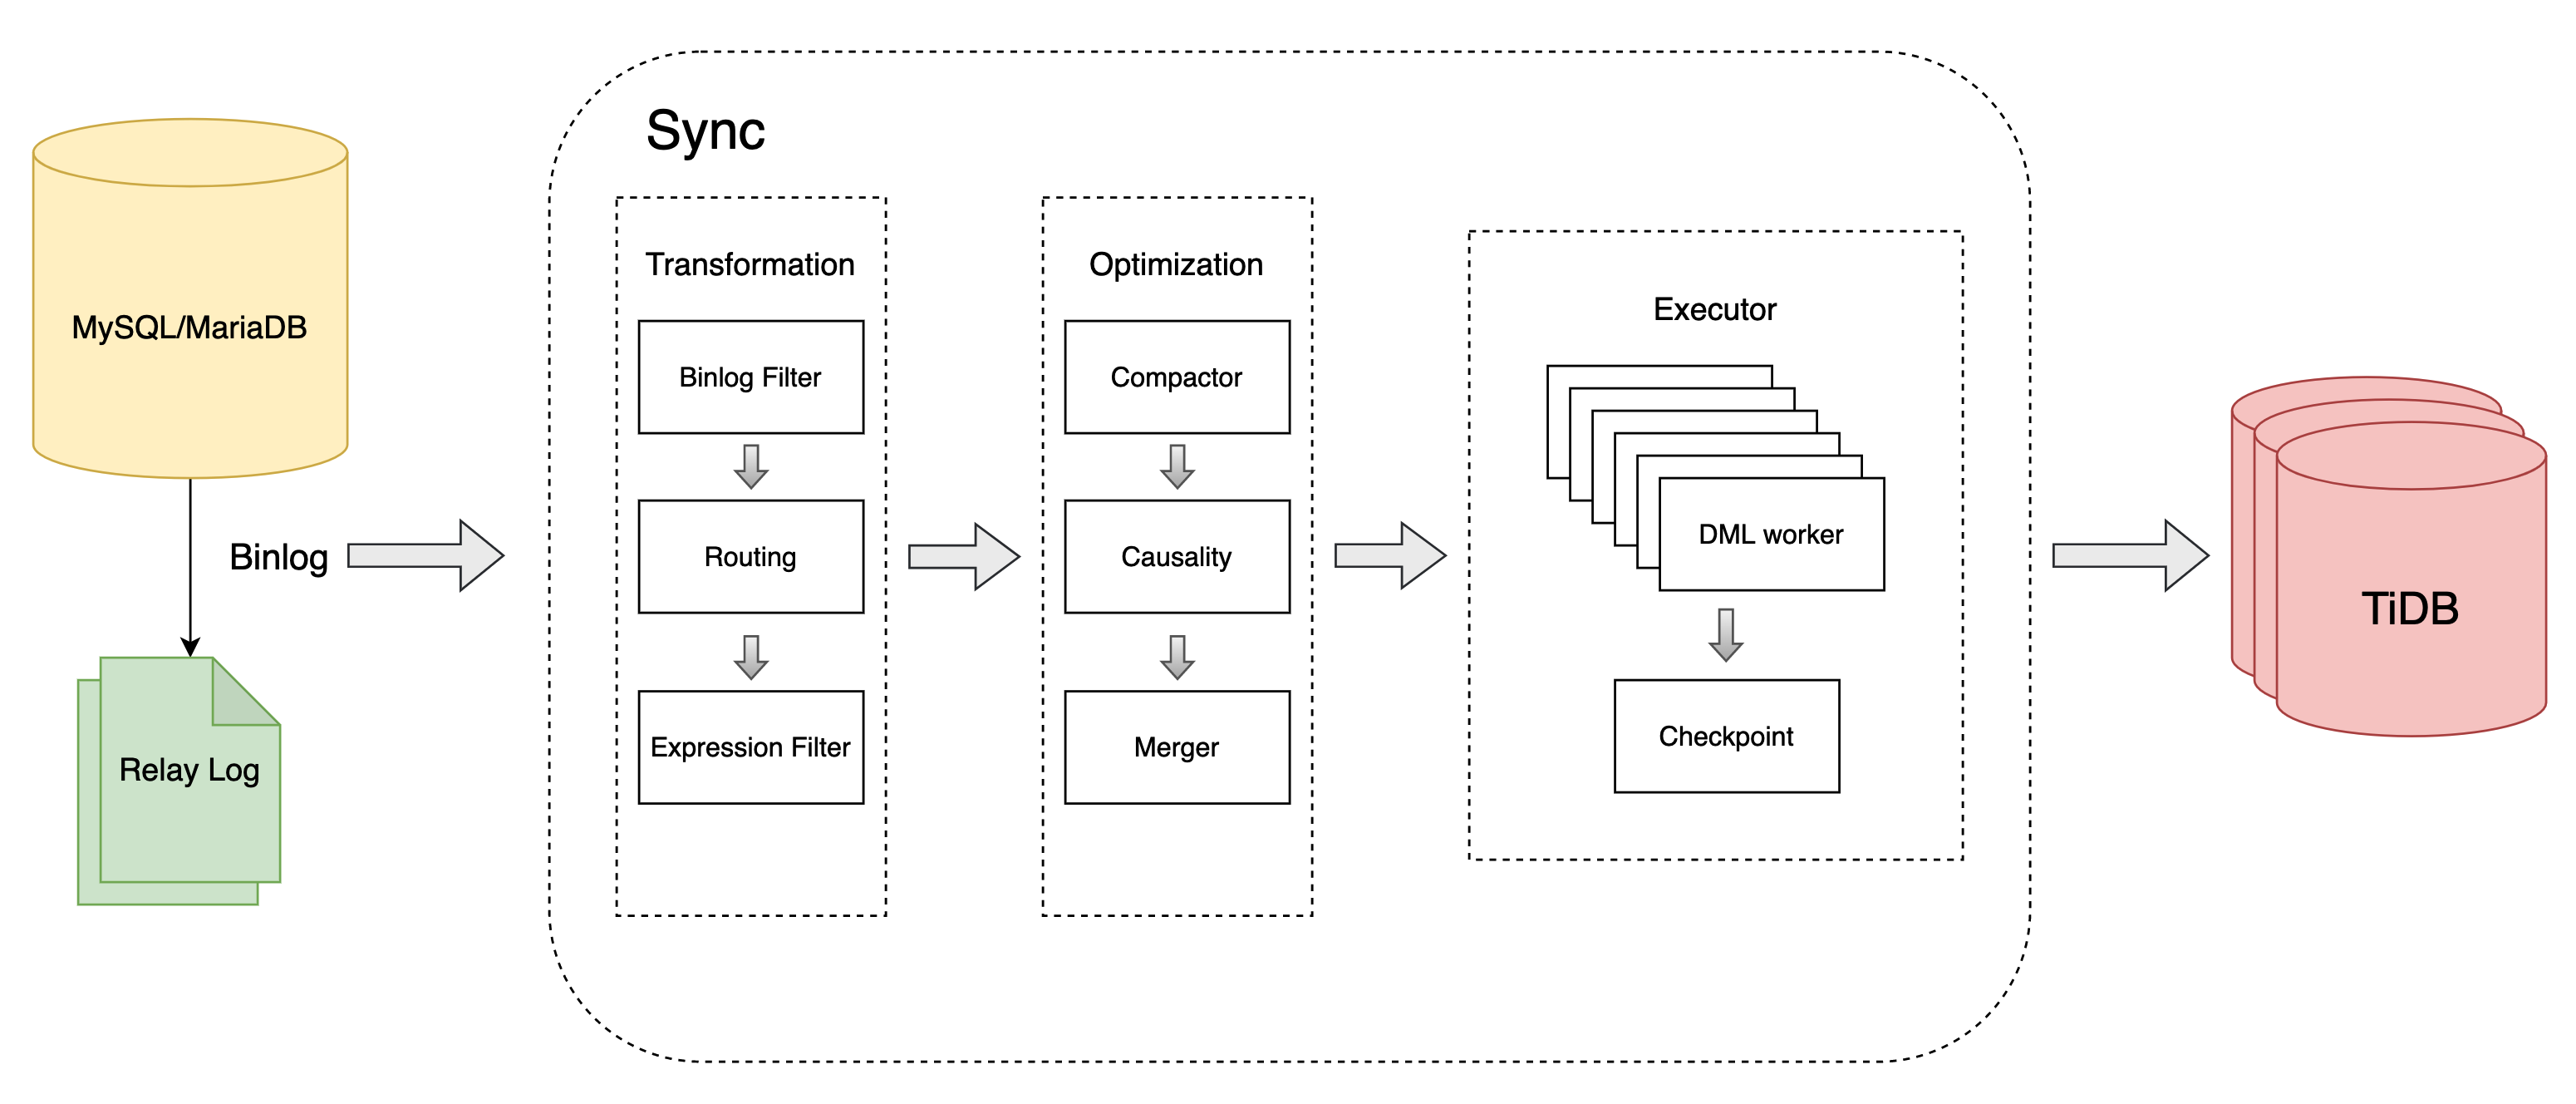 MySQL/MariaDB
Binlog
Relay Log
Sync
Transformation
Binlog Filter
Routing
Expression Filter
Optimization
Compactor
Causality
Merger
Executor
DML worker
Checkpoint
TiDB